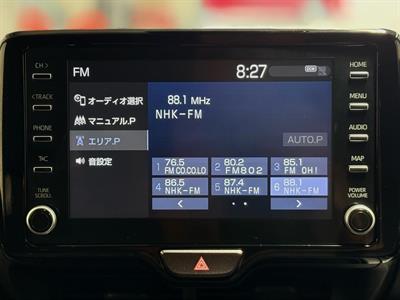 FM
8:27
CH>
<TRACK
PHONE
TUNE
SCROLL
オーディオ選択
マニュアル.P
エリア.P
音設定
88.1 MHz
NHK-FM
AUTO.P
1 76.5
FM CO.CO.LO
2 80.2
FM802
3 85.1
FM OH!
4 86.5
NHK-FM
5 87.4
NHK-FM
6 88.1
NHK-FM
<
>
HOME
MENU
AUDIO
MAP
POWER
VOLUME